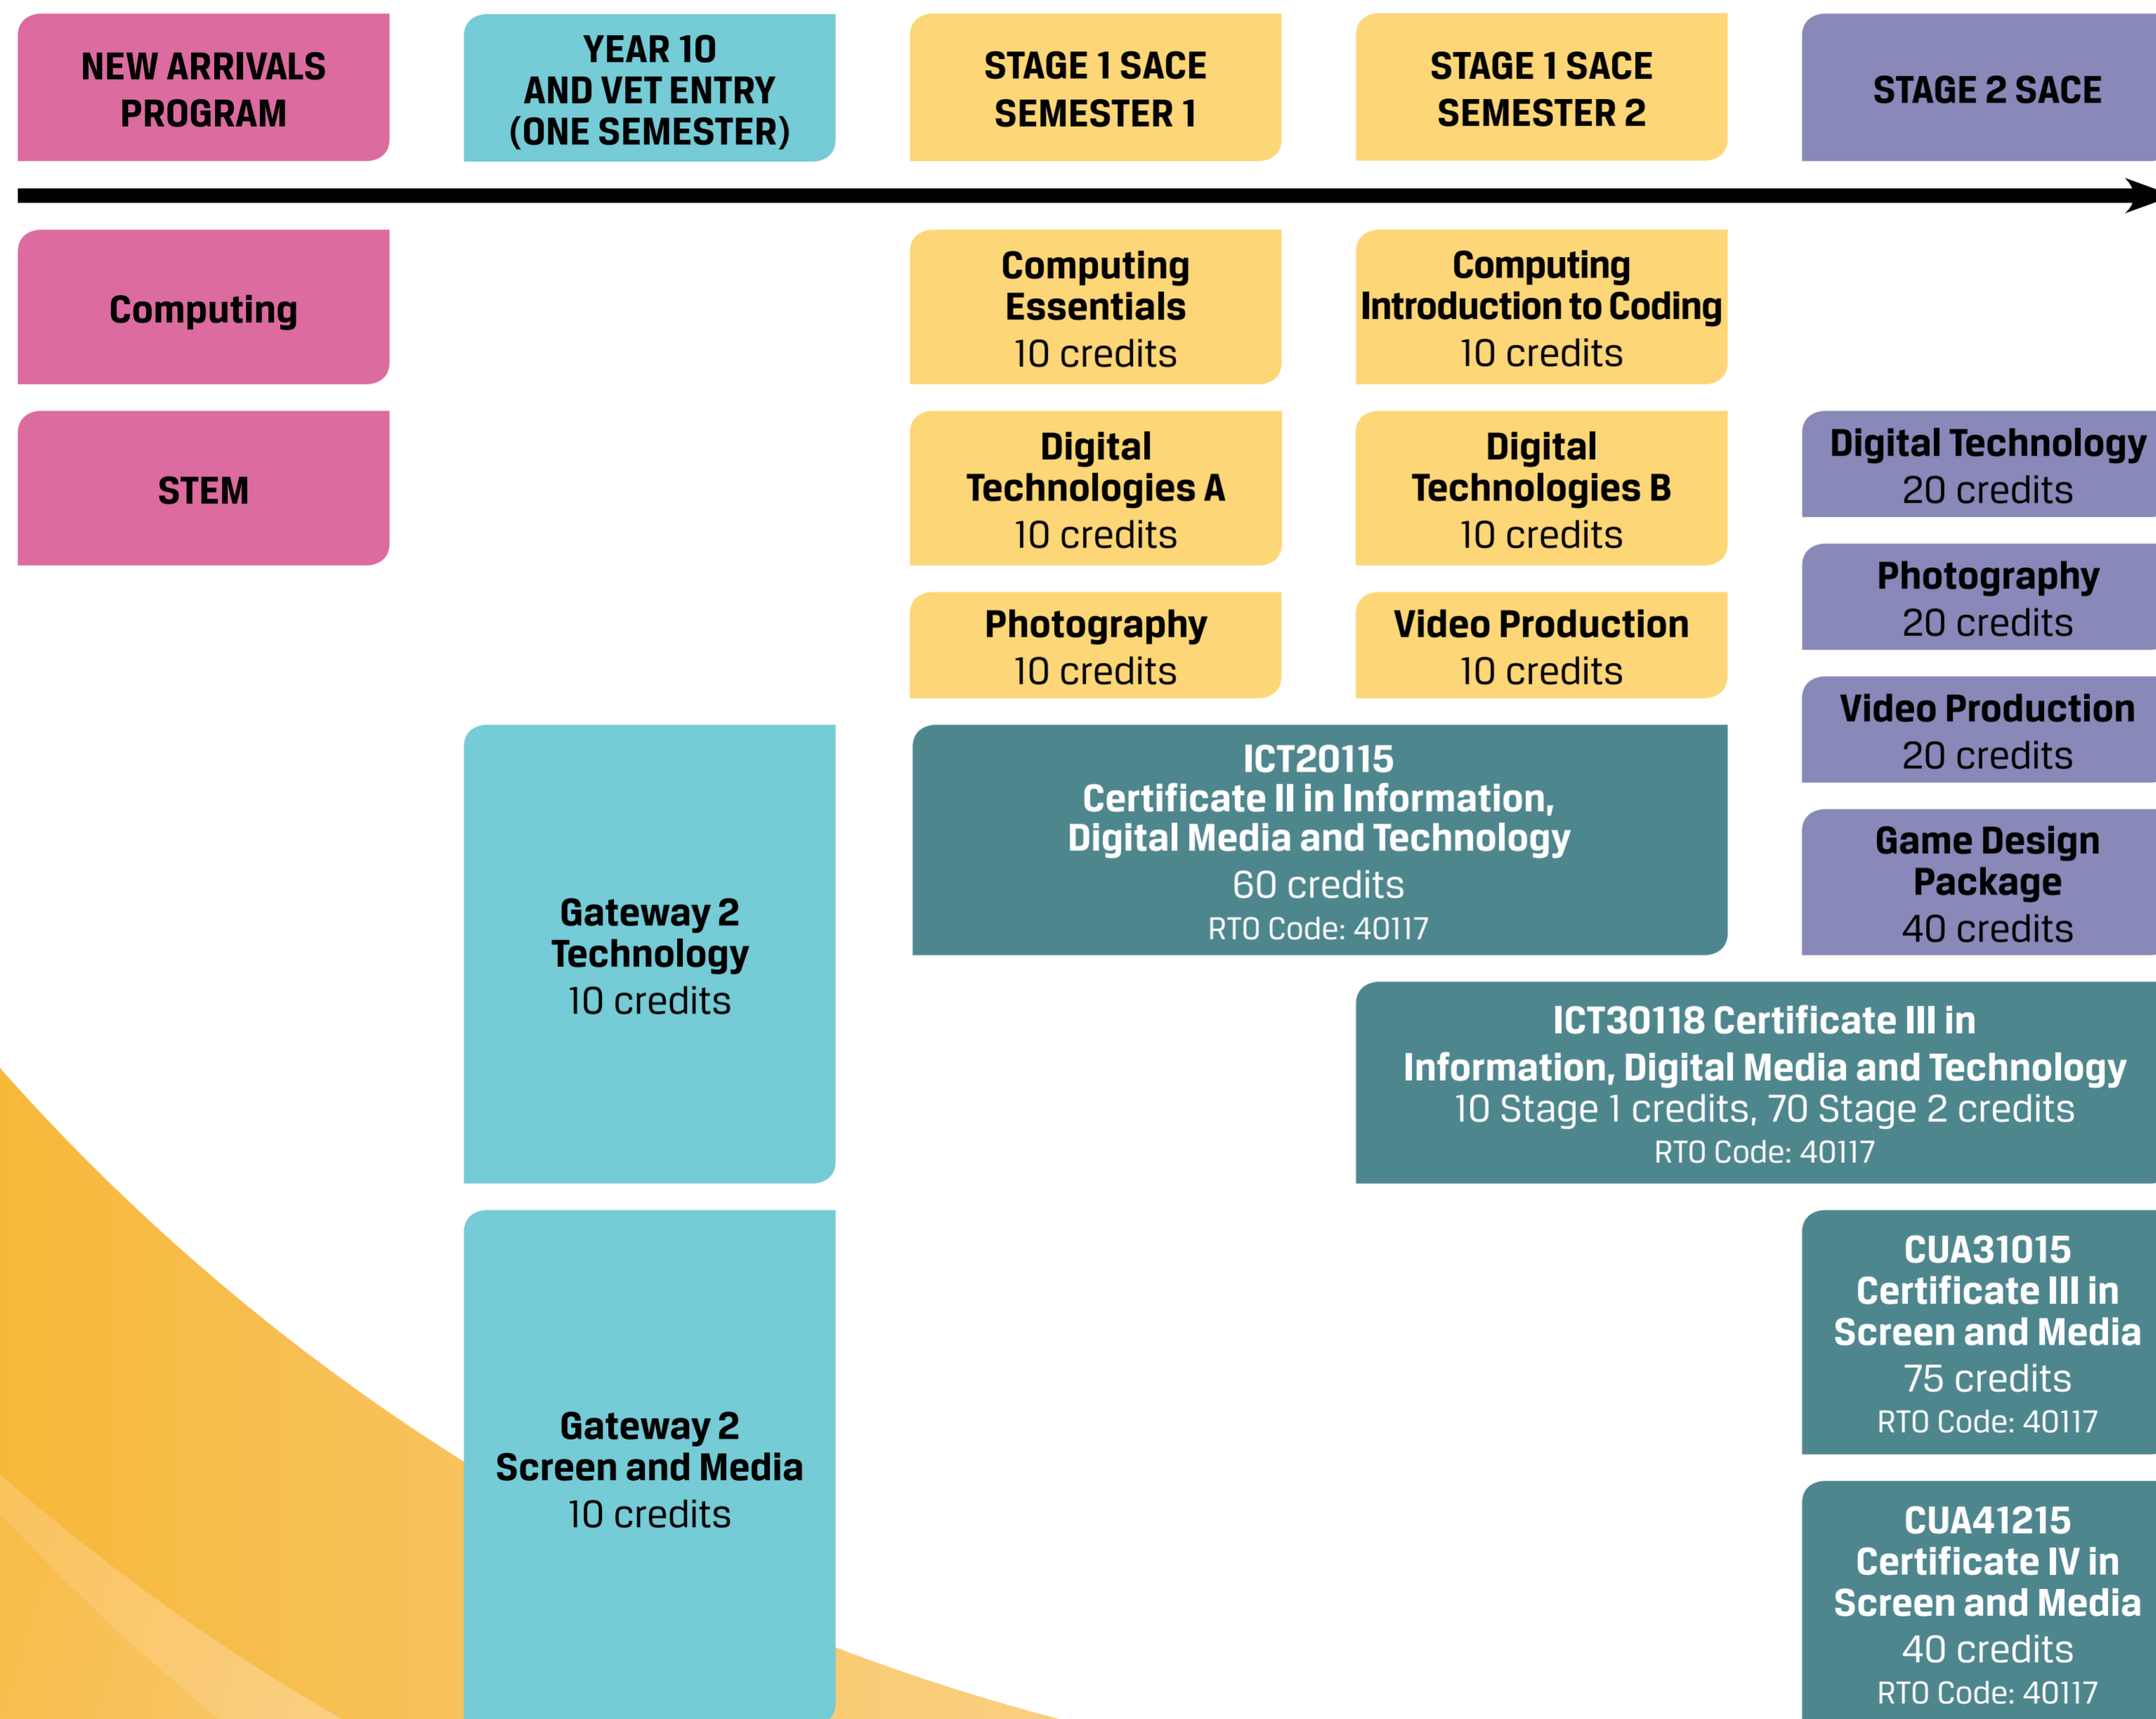 NEW ARRIVALS
PROGRAM
YEAR 10
AND VET ENTRY
(ONE SEMESTER)
STAGE 1 SACE
SEMESTER 1
STAGE 1 SACE
SEMESTER 2
STAGE 2 SACE
Computing
Computing
Essentials
10 credits
Computing
Introduction to Coding
10 credits
STEM
Digital
Technologies A
10 credits
Digital
Technologies B
10 credits
Digital Technology
20 credits
Photography
10 credits
Video Production
10 credits
Photography
20 credits
Video Production
20 credits
Gateway 2
Technology
10 credits
ICT20115
Certificate II in Information,
Digital Media and Technology
60 credits
RTO Code: 40117
Game Design
Package
40 credits
ICT30118 Certificate III in
Information, Digital Media and Technology
10 Stage 1 credits, 70 Stage 2 credits
RTO Code: 40117
Gateway 2
Screen and Media
10 credits
CUA31015
Certificate III in
Screen and Media
75 credits
RTO Code: 40117
CUA41215
Certificate IV in
Screen and Media
40 credits
RTO Code: 40117